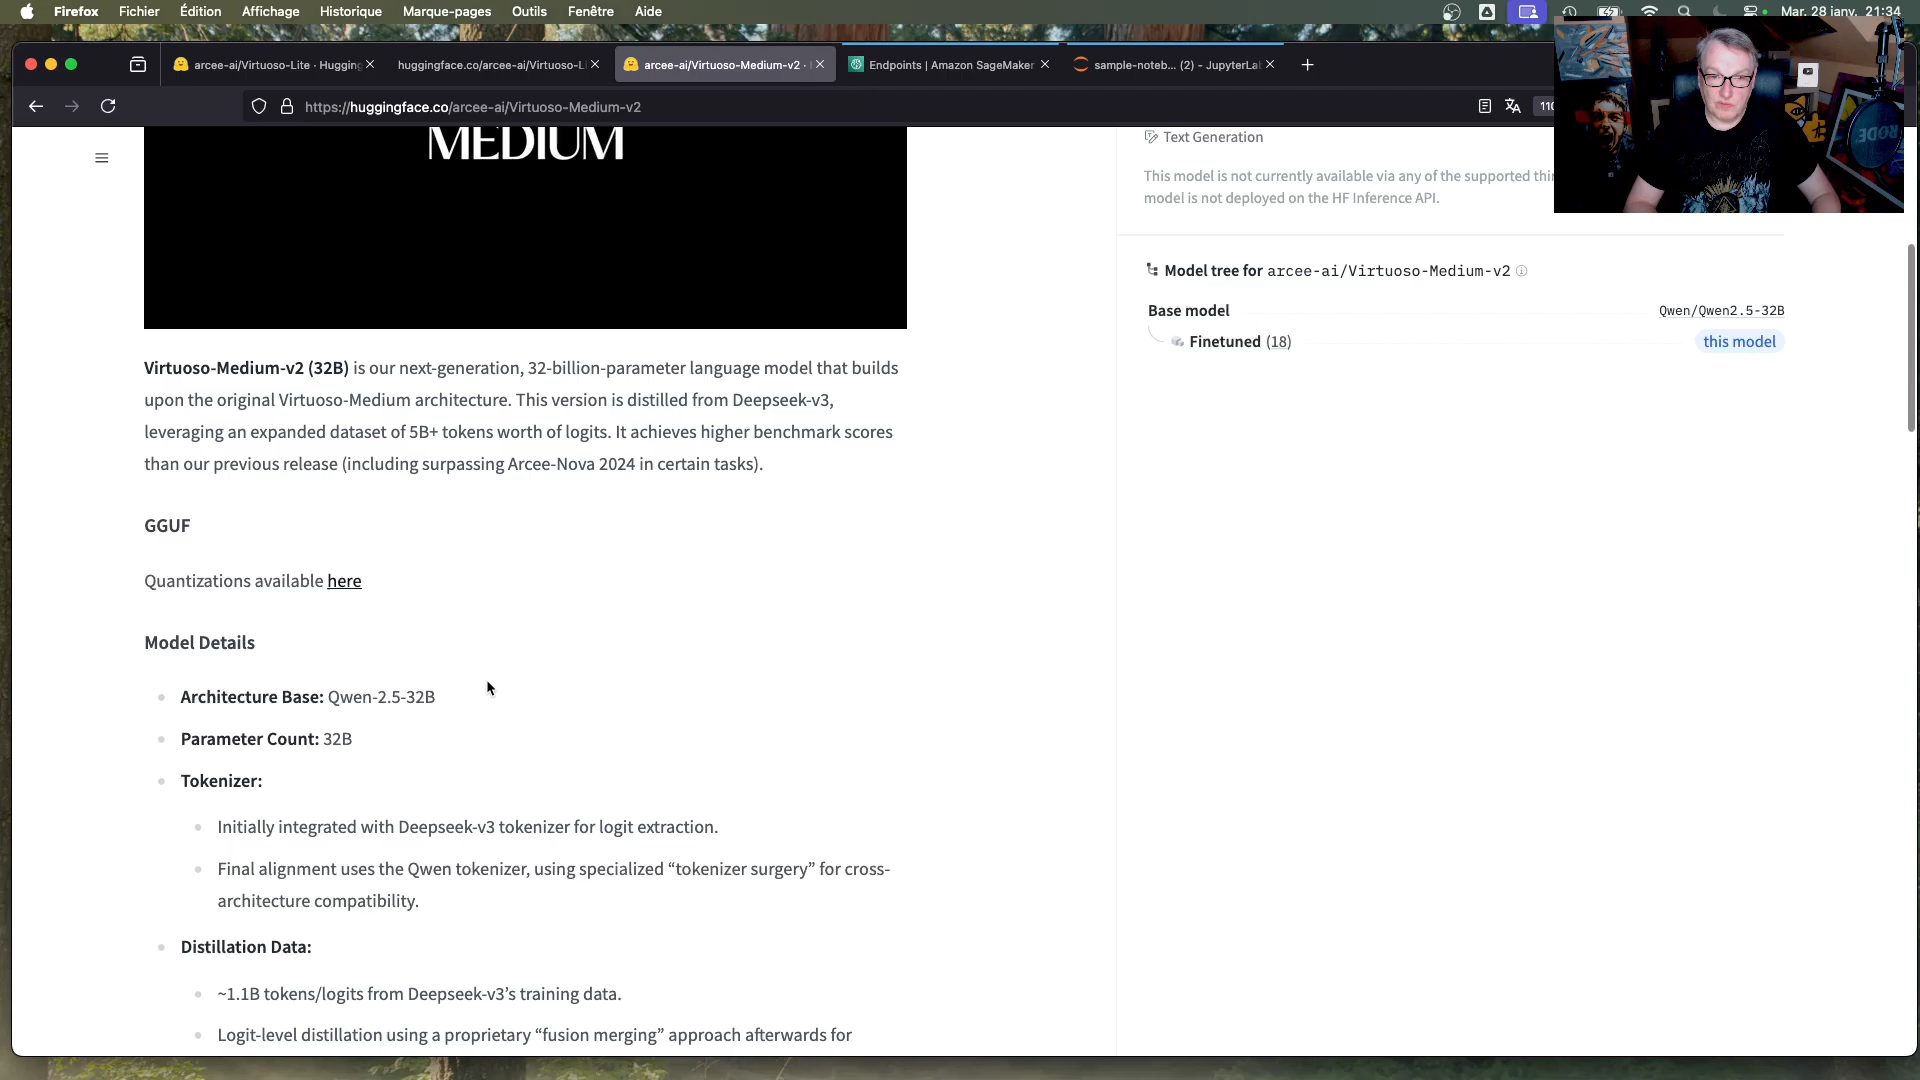 Firefox Fichier Édition Affichage Historique Marque-pages Outils Fenêtre Aide Mar. 28 janv. 21:34
arcee-ai/Virtuoso-Lite · Hugging
huggingface.co/arcee-ai/Virtuoso-Li
arcee-ai/Virtuoso-Medium-v2 ·
Endpoints | Amazon SageMaker
sample-noteb... (2) - JupyterLa
https://huggingface.co/arcee-ai/Virtuoso-Medium-v2
110
RODE
MEDIUM
Virtuoso-Medium-v2 (32B) is our next-generation, 32-billion-parameter language model that builds
upon the original Virtuoso-Medium architecture. This version is distilled from Deepseek-v3,
leveraging an expanded dataset of 5B+ tokens worth of logits. It achieves higher benchmark scores
than our previous release (including surpassing Arcee-Nova 2024 in certain tasks).
GGUF
Quantizations available here
Model Details
Architecture Base: Qwen-2.5-32B
Parameter Count: 32B
Tokenizer:
Initially integrated with Deepseek-v3 tokenizer for logit extraction.
Final alignment uses the Qwen tokenizer, using specialized “tokenizer surgery” for cross-
architecture compatibility.
Distillation Data:
~1.1B tokens/logits from Deepseek-v3’s training data.
Logit-level distillation using a proprietary “fusion merging” approach afterwards for
Text Generation
This model is not currently available via any of the supported thi
model is not deployed on the HF Inference API.
Model tree for arcee-ai/Virtuoso-Medium-v2
Base model Qwen/Qwen2.5-32B
Finetuned (18) this model